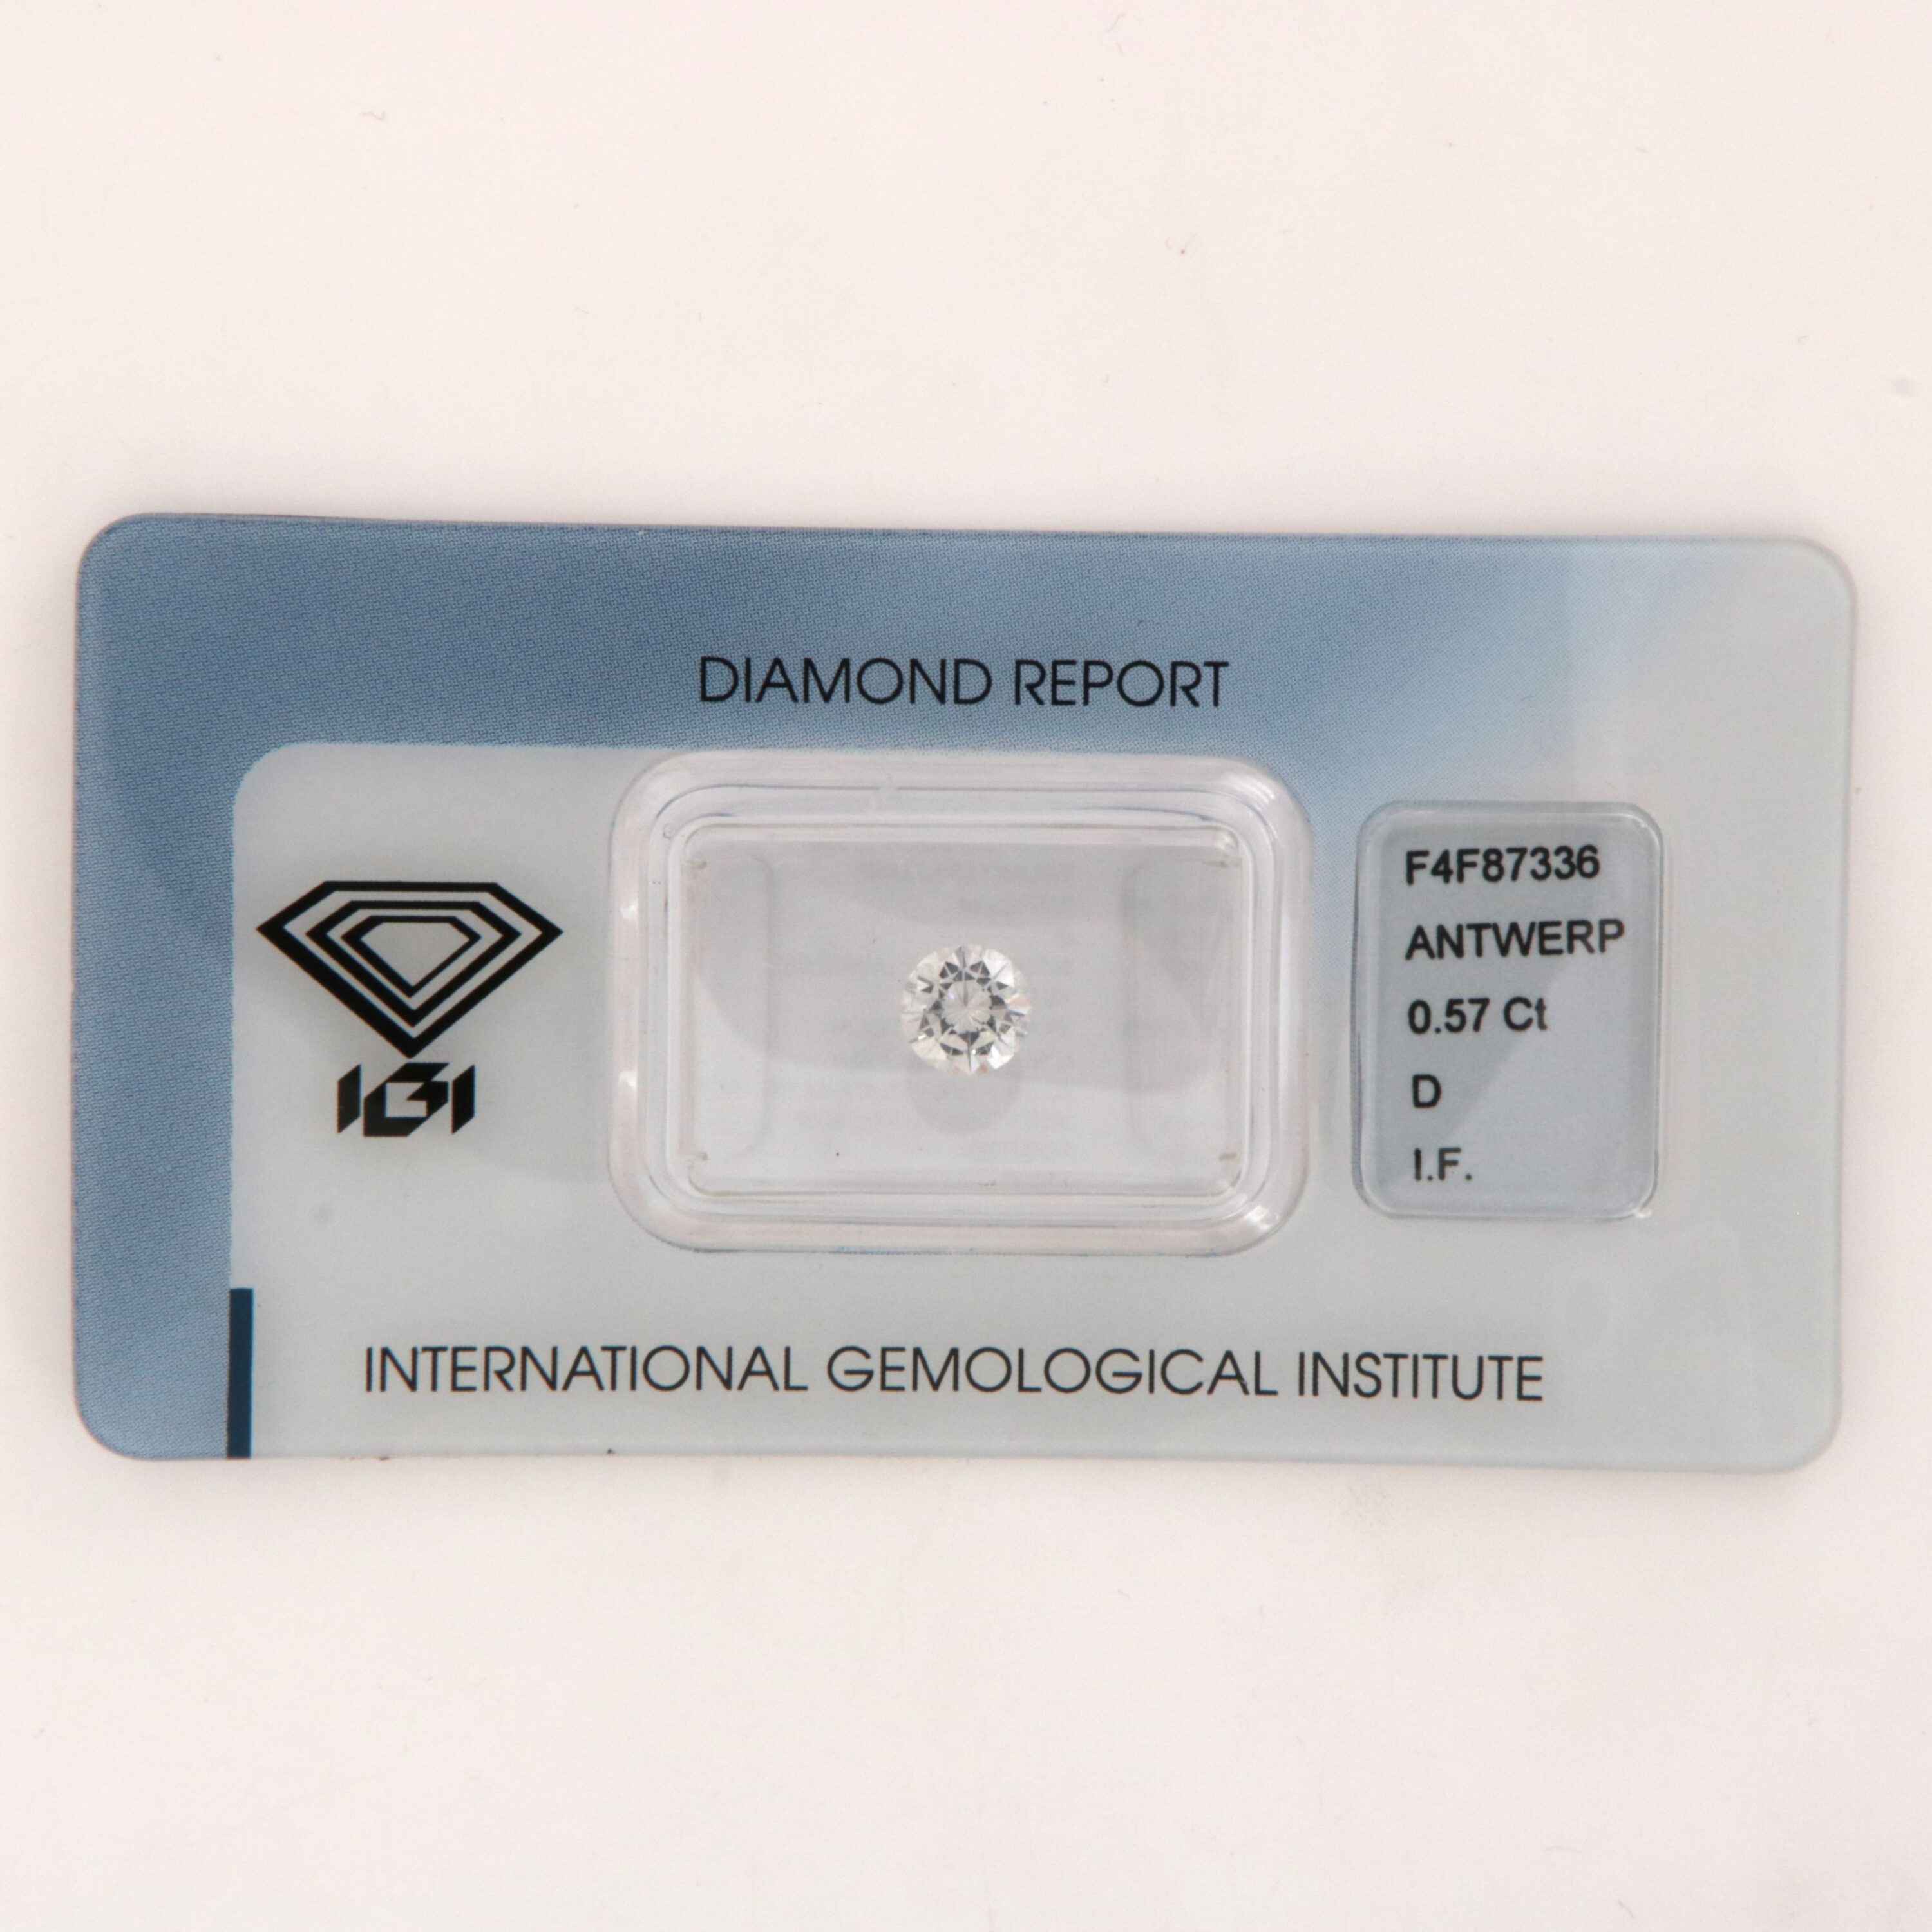 DIAMOND REPORT
IGI
F4F87336
ANTWERP
0.57 Ct
D
I.F.
INTERNATIONAL GEMOLOGICAL INSTITUTE